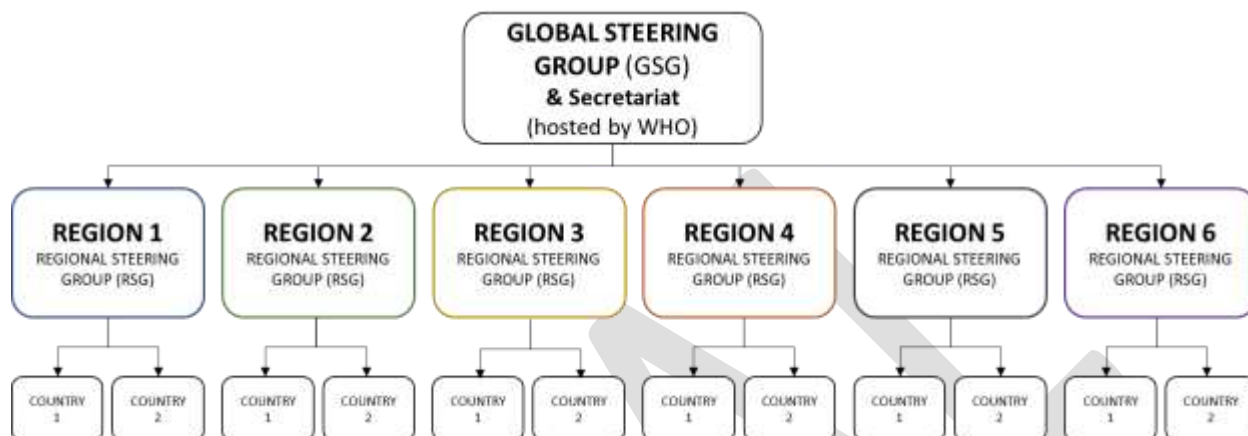 GLOBAL STEERING
GROUP (GSG)
& Secretariat
(hosted by WHO)
REGION 1
REGIONAL STEERING
GROUP (RSG)
REGION 2
REGIONAL STEERING
GROUP (RSG)
REGION 3
REGIONAL STEERING
GROUP (RSG)
REGION 4
REGIONAL STEERING
GROUP (RSG)
REGION 5
REGIONAL STEERING
GROUP (RSG)
REGION 6
REGIONAL STEERING
GROUP (RSG)
COUNTRY
1
COUNTRY
2
COUNTRY
1
COUNTRY
2
COUNTRY
1
COUNTRY
2
COUNTRY
1
COUNTRY
2
COUNTRY
1
COUNTRY
2
COUNTRY
1
COUNTRY
2